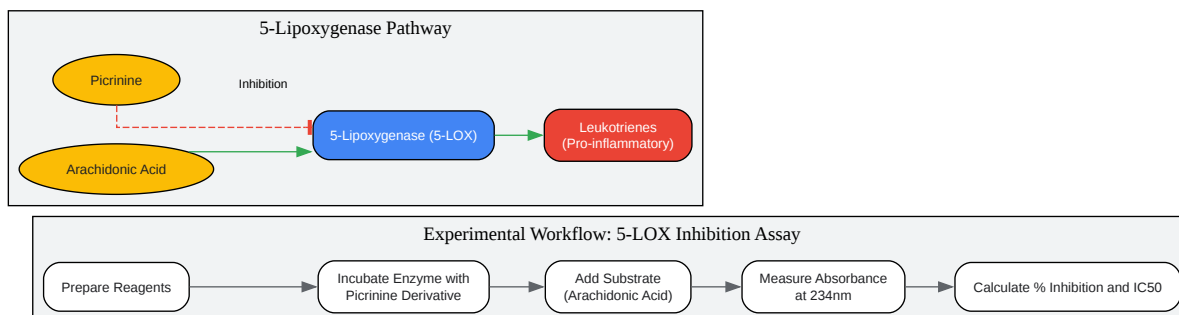 5-Lipoxygenase Pathway
Picrinine
Inhibition
5-Lipoxygenase (5-LOX)
Leukotrienes
(Pro-inflammatory)
Arachidonic Acid
Experimental Workflow: 5-LOX Inhibition Assay
Prepare Reagents
Incubate Enzyme with
Picrinine Derivative
Add Substrate
(Arachidonic Acid)
Measure Absorbance
at 234nm
Calculate % Inhibition and IC50